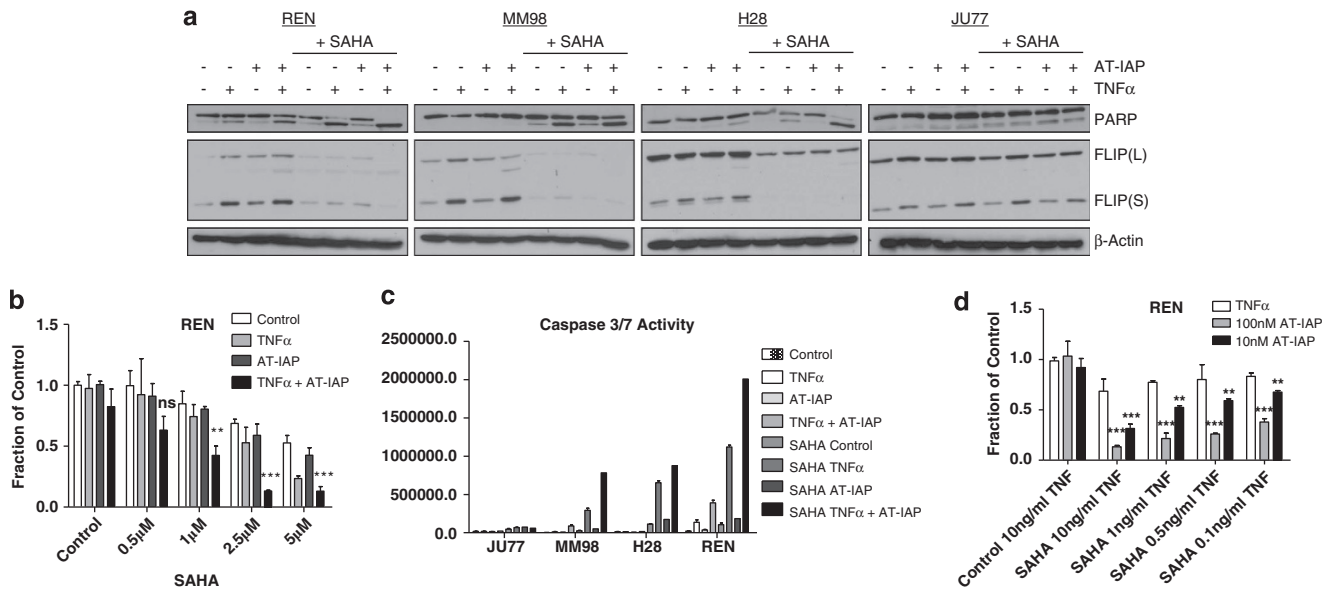 a
REN MM98 H28 JU77
+ SAHA + SAHA + SAHA + SAHA
- - + + - - + + - - + + - - + + - - + + - - + + - - + + - - + + AT-IAP
- + - + - + - + - + - + - + - + - + - + - + - + - + - + - + - + TNFα
PARP
FLIP(L)
FLIP(S)
β-Actin
b
REN
Control
TNFα
AT-IAP
TNFα + AT-IAP
Fraction of Control
1.5
1.0
0.5
0.0
ns
**
***
***
Control 0.5μM 1μM 2.5μM 5μM
SAHA
c
Caspase 3/7 Activity
2500000.0
2000000.0
1500000.0
1000000.0
500000.0
0.0
JU77 MM98 H28 REN
Control
TNFα
AT-IAP
TNFα + AT-IAP
SAHA Control
SAHA TNFα
SAHA AT-IAP
SAHA TNFα + AT-IAP
d
REN
TNFα
100nM AT-IAP
10nM AT-IAP
Fraction of Control
1.5
1.0
0.5
0.0
*** *** *** ** *** ** *** **
Control 10ng/ml TNF
SAHA 10ng/ml TNF
SAHA 1ng/ml TNF
SAHA 0.5ng/ml TNF
SAHA 0.1ng/ml TNF